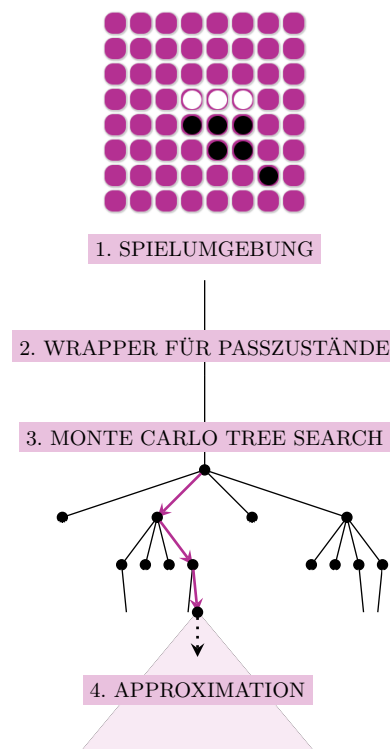 1. SPIELUMGEBUNG
2. WRAPPER FÜR PASSZUSTÄNDE
3. MONTE CARLO TREE SEARCH
4. APPROXIMATION